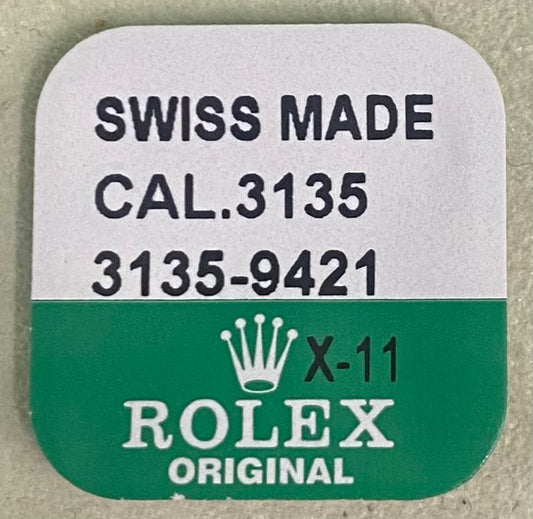 SWISS MADE
CAL.3135
3135-9421
X-11
ROLEX
ORIGINAL